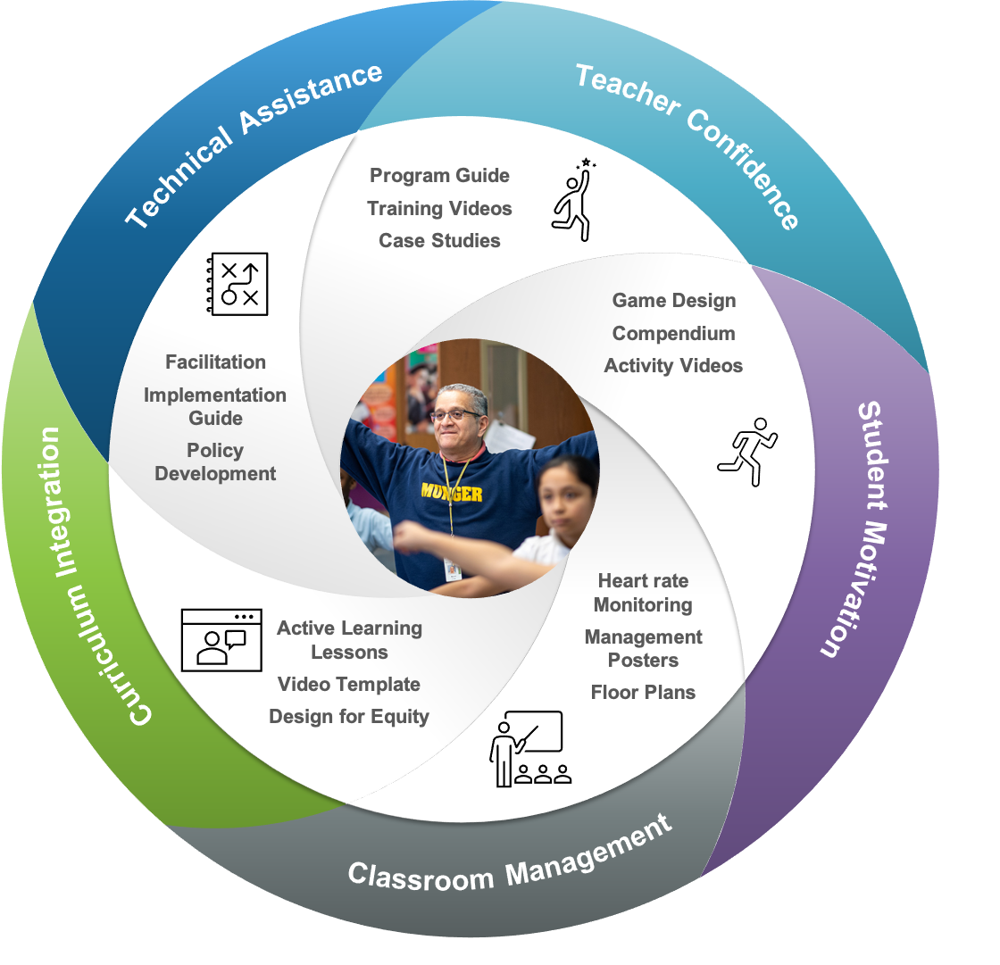 Technical Assistance
Teacher Confidence
Program Guide
Training Videos
Case Studies
Game Design
Compendium
Activity Videos
Facilitation
Implementation
Guide
Policy
Development
MUNGER
Student Motivation
Curriculum Integration
Heart rate
Monitoring
Management
Posters
Floor Plans
Active Learning
Lessons
Video Template
Design for Equity
Classroom Management